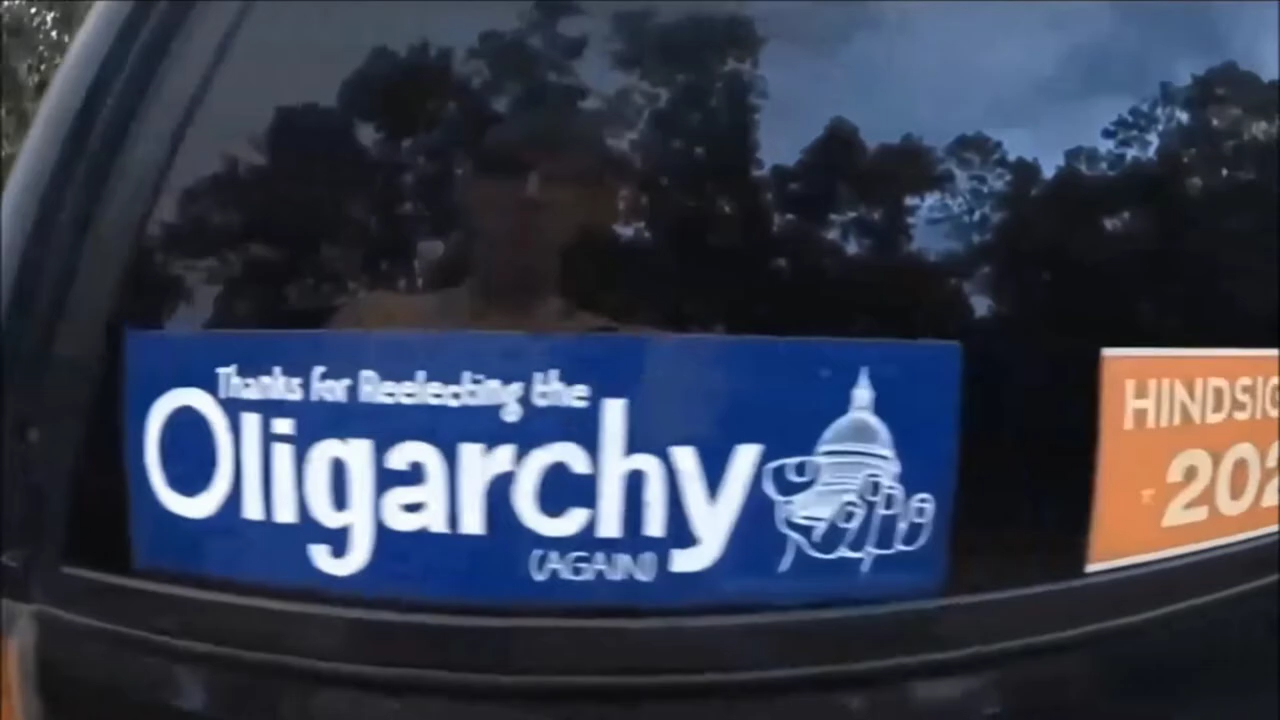 Thanks for Reelecting the
Oligarchy
(AGAIN)
HINDSIG
202